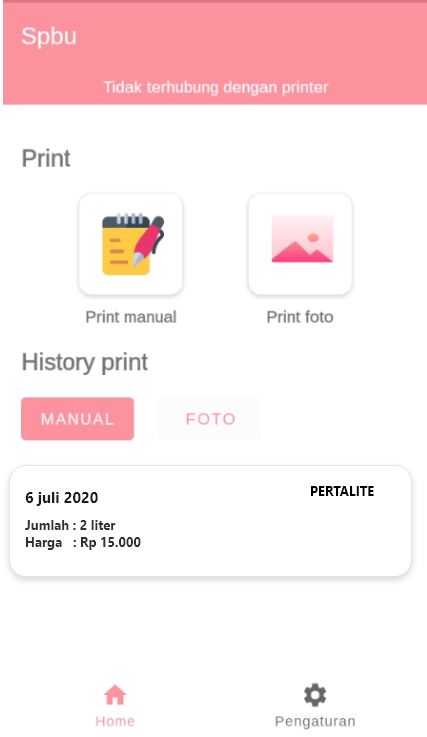 Spbu
Tidak terhubung dengan printer
Print
Print manual
Print foto
History print
MANUAL
FOTO
6 juli 2020
PERTALITE
Jumlah : 2 liter
Harga : Rp 15.000
Home
Pengaturan